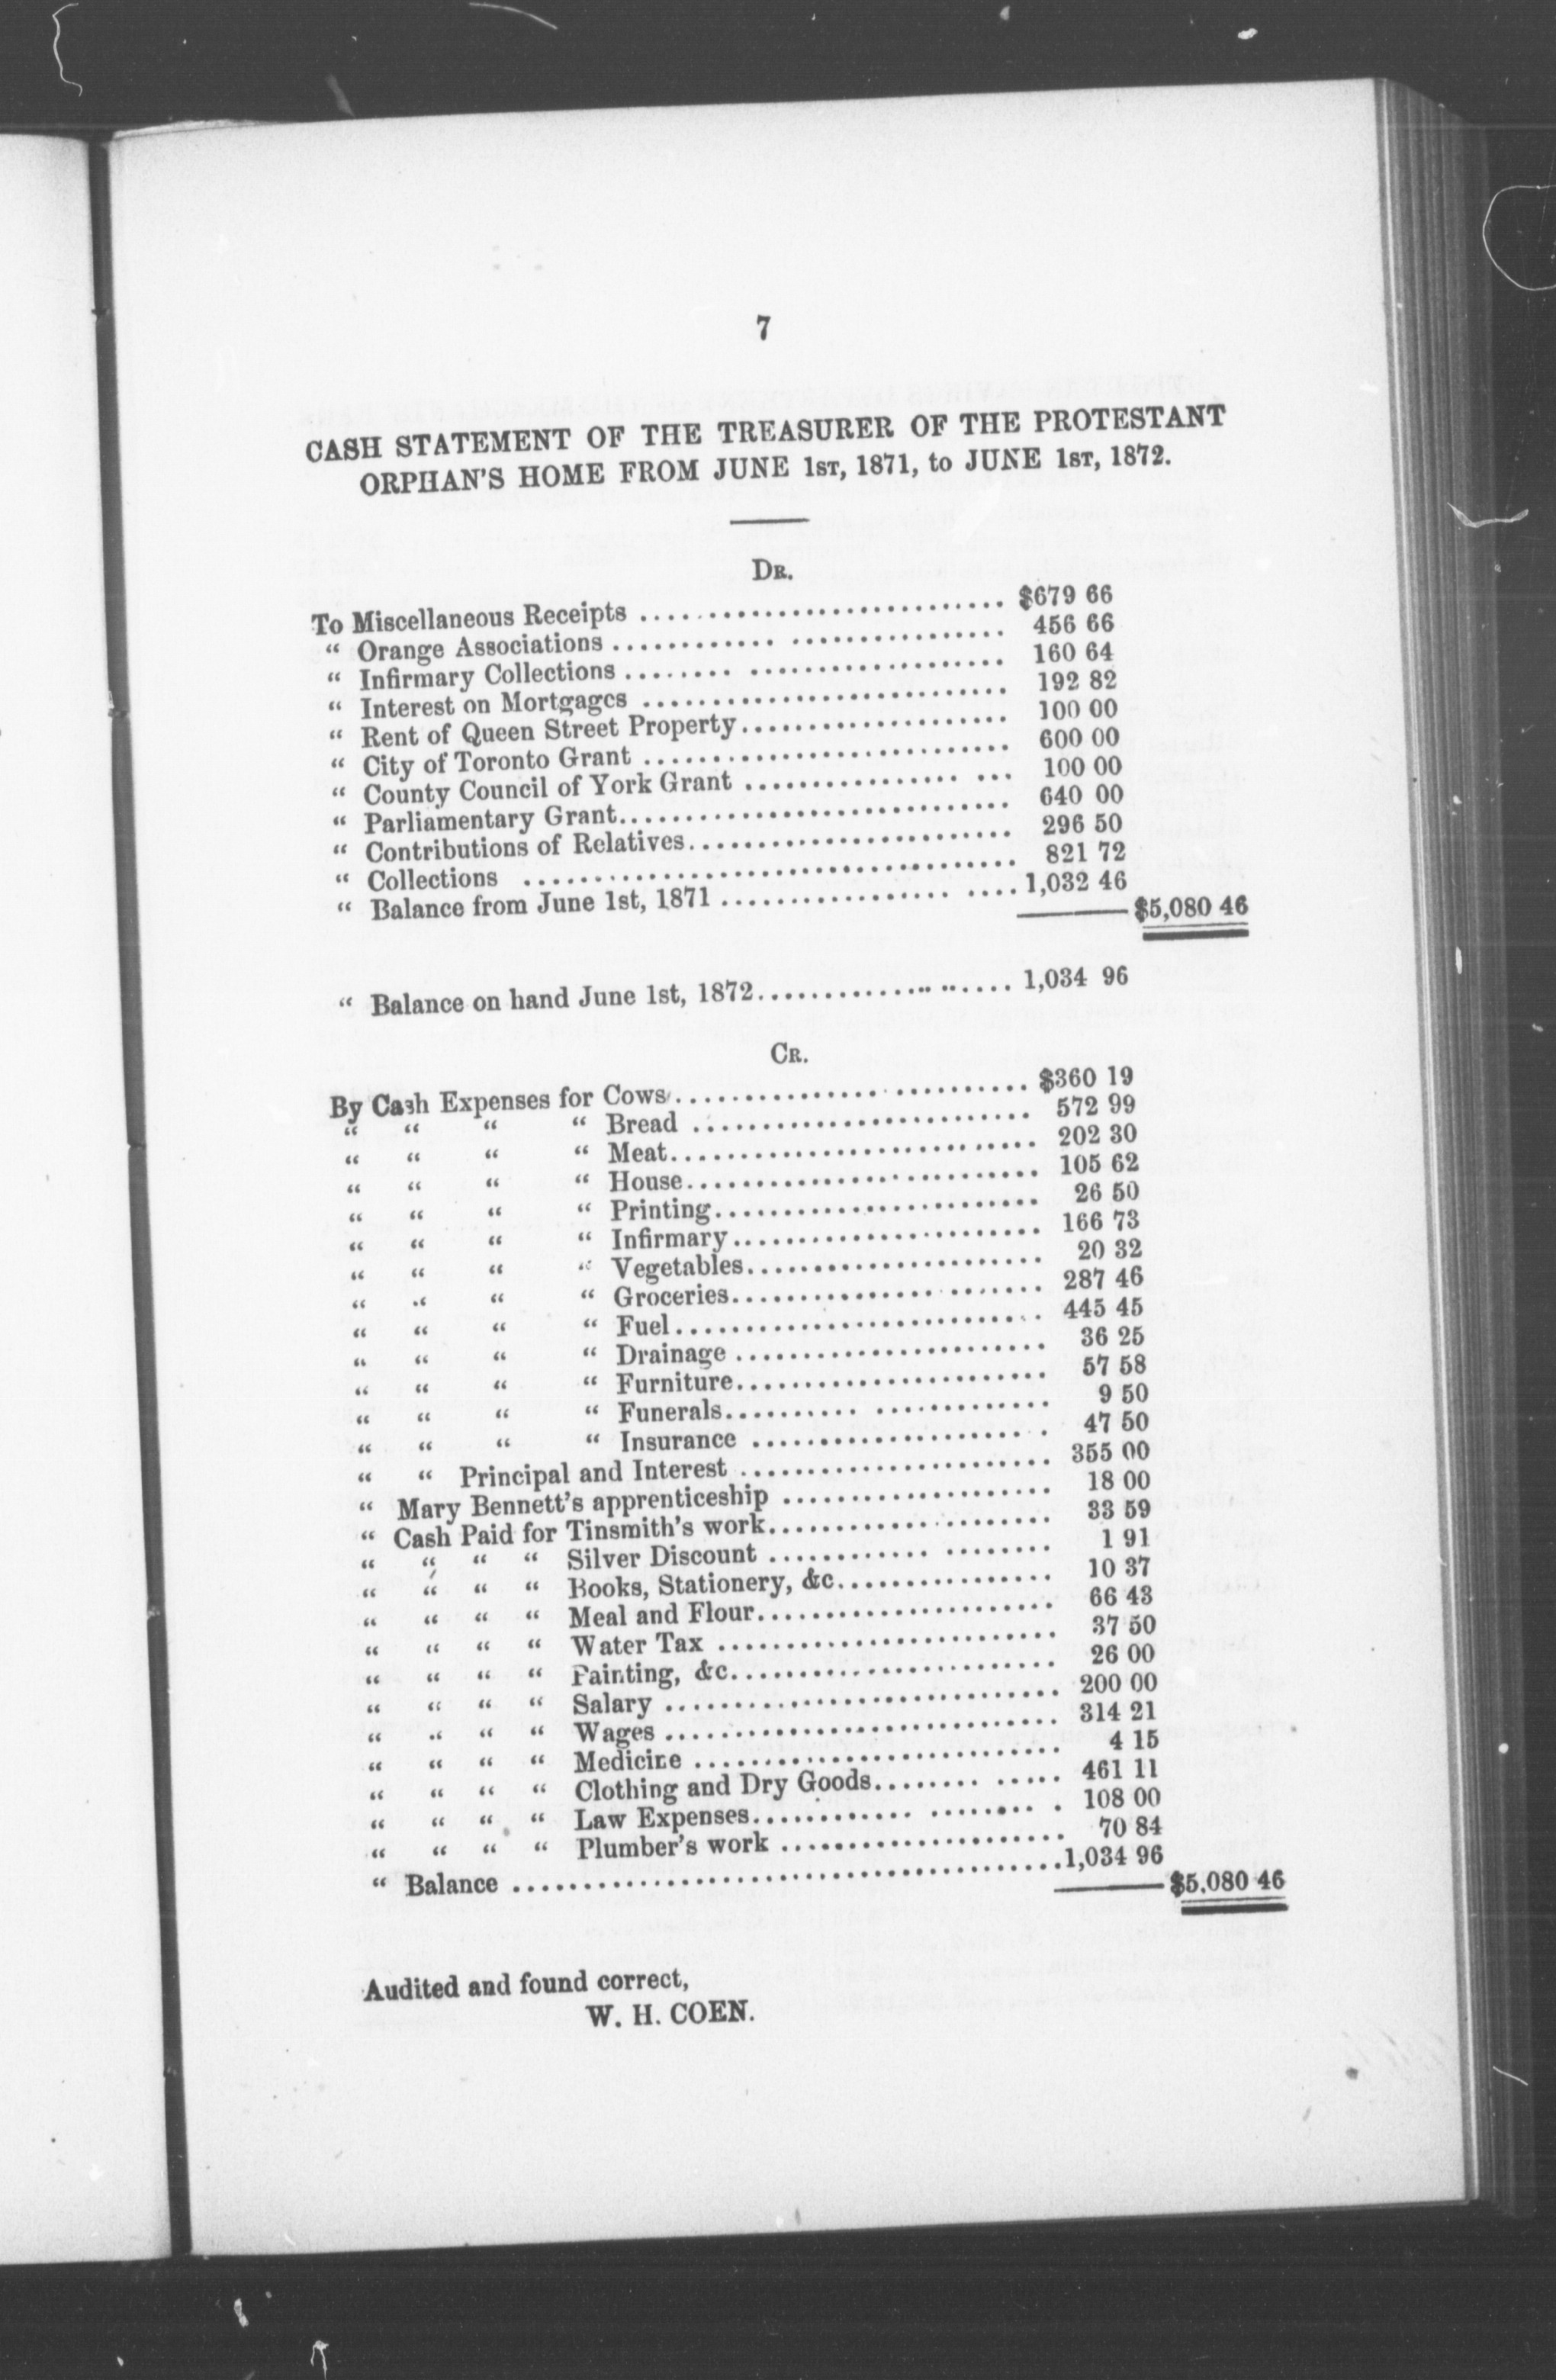 7
CASH STATEMENT OF THE TREASURER OF THE PROTESTANT
ORPHAN'S HOME FROM JUNE 1ST, 1871, to JUNE 1ST, 1872.
DR.
To Miscellaneous Receipts ........................... $679 66
“ Orange Associations ........................... 456 66
“ Infirmary Collections ........................... 160 64
“ Interest on Mortgages ........................... 192 82
“ Rent of Queen Street Property.................... 100 00
“ City of Toronto Grant ........................... 600 00
“ County Council of York Grant ................ ... 100 00
“ Parliamentary Grant............................ 640 00
“ Contributions of Relatives........................ 296 50
“ Collections .................................... 821 72
“ Balance from June 1st, 1871 ................. .... 1,032 46
$5,080 46
“ Balance on hand June 1st, 1872................... 1,034 96
CR.
By Cash Expenses for Cows.......................... $360 19
“ “ “ “ Bread ......................... 572 99
“ “ “ “ Meat........................... 202 30
“ “ “ “ House.......................... 105 62
“ “ “ “ Printing........................ 26 50
“ “ “ “ Infirmary....................... 166 73
“ “ “ “ Vegetables...................... 20 32
“ “ “ “ Groceries....................... 287 46
“ “ “ “ Fuel........................... 445 45
“ “ “ “ Drainage ....................... 36 25
“ “ “ “ Furniture....................... 57 58
“ “ “ “ Funerals.......... ............. 9 50
“ “ “ “ Insurance ...................... 47 50
“ “ Principal and Interest ....................... 355 00
“ Mary Bennett's apprenticeship .................... 18 00
“ Cash Paid for Tinsmith's work..................... 33 59
“ “ “ “ Silver Discount ............ ........ 1 91
“ “ “ “ Books, Stationery, &c................ 10 37
“ “ “ “ Meal and Flour...................... 66 43
“ “ “ “ Water Tax ......................... 37 50
“ “ “ “ Painting, &c........................ 26 00
“ “ “ “ Salary ............................. 200 00
“ “ “ “ Wages ............................. 314 21
“ “ “ “ Medicine ........................... 4 15
“ “ “ “ Clothing and Dry Goods........ ..... 461 11
“ “ “ “ Law Expenses............ ........ . 108 00
“ “ “ “ Plumber's work ..................... 70 84
“ Balance ........................................1,034 96
$5,080 46
Audited and found correct,
W. H. COEN.